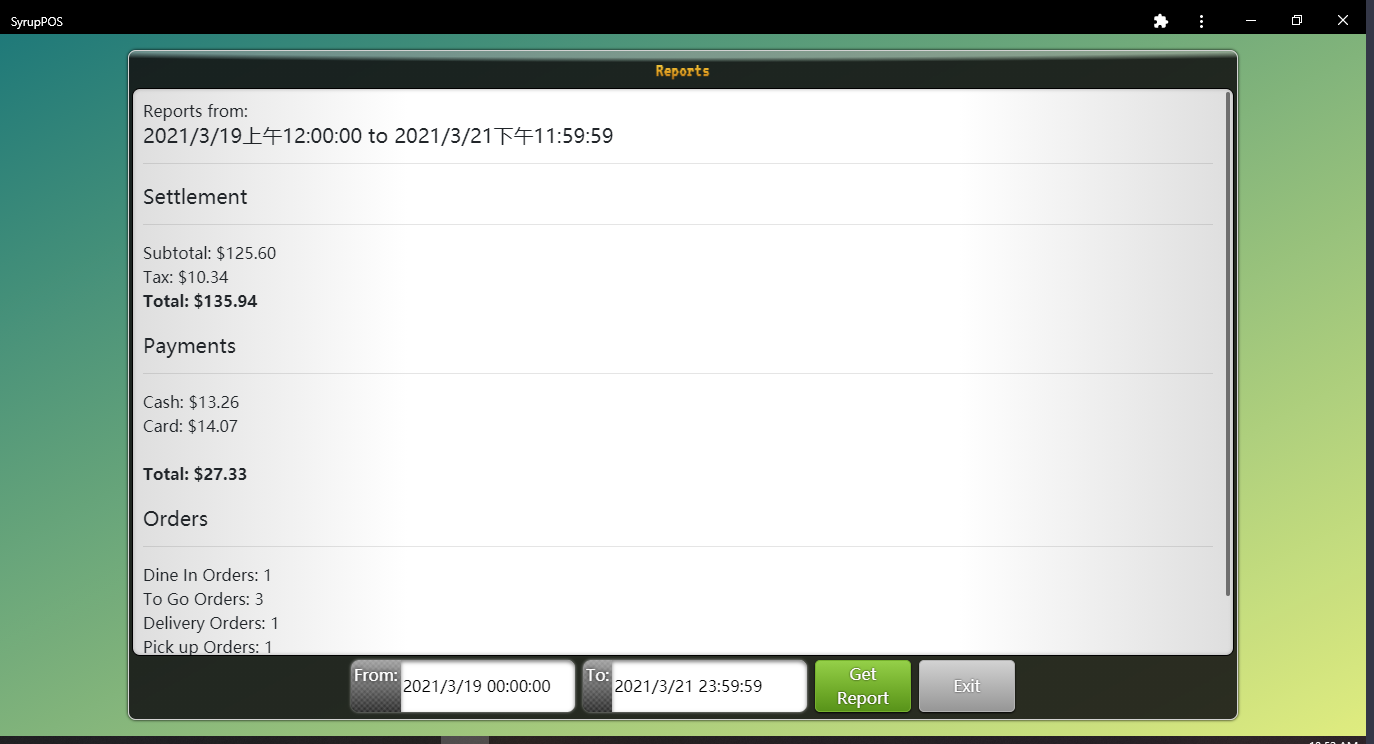 SyrupPOS
Reports
Reports from:
2021/3/19上午12:00:00 to 2021/3/21下午11:59:59
Settlement
Subtotal: $125.60
Tax: $10.34
Total: $135.94
Payments
Cash: $13.26
Card: $14.07
Total: $27.33
Orders
Dine In Orders: 1
To Go Orders: 3
Delivery Orders: 1
Pick up Orders: 1
From: 2021/3/19 00:00:00 To: 2021/3/21 23:59:59 Get Report Exit